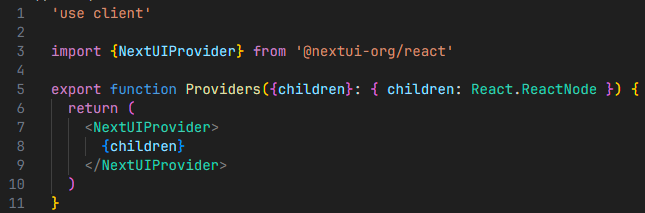 1 'use client'
2
3 import {NextUIProvider} from '@nextui-org/react'
4
5 export function Providers({children}: { children: React.ReactNode }) {
6   return (
7     <NextUIProvider>
8       {children}
9     </NextUIProvider>
10   )
11 }